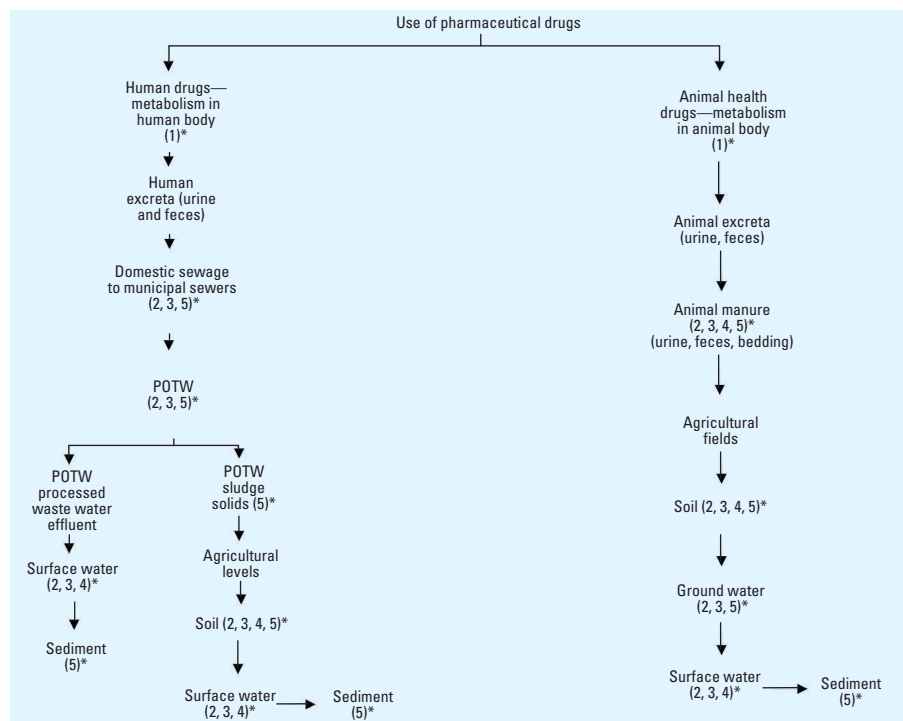 Use of pharmaceutical drugs
Human drugs—
metabolism in
human body
(1)*
Human
excreta (urine
and feces)
Domestic sewage
to municipal sewers
(2, 3, 5)*
POTW
(2, 3, 5)*
POTW
processed
waste water
effluent
Surface water
(2, 3, 4)*
Sediment
(5)*
POTW
sludge
solids (5)*
Agricultural
levels
Soil (2, 3, 4, 5)*
Surface water
(2, 3, 4)*
Sediment
(5)*
Animal health
drugs—metabolism
in animal body
(1)*
Animal excreta
(urine, feces)
Animal manure
(2, 3, 4, 5)*
(urine, feces, bedding)
Agricultural
fields
Soil (2, 3, 4, 5)*
Ground water
(2, 3, 5)*
Surface water
(2, 3, 4)*
Sediment
(5)*